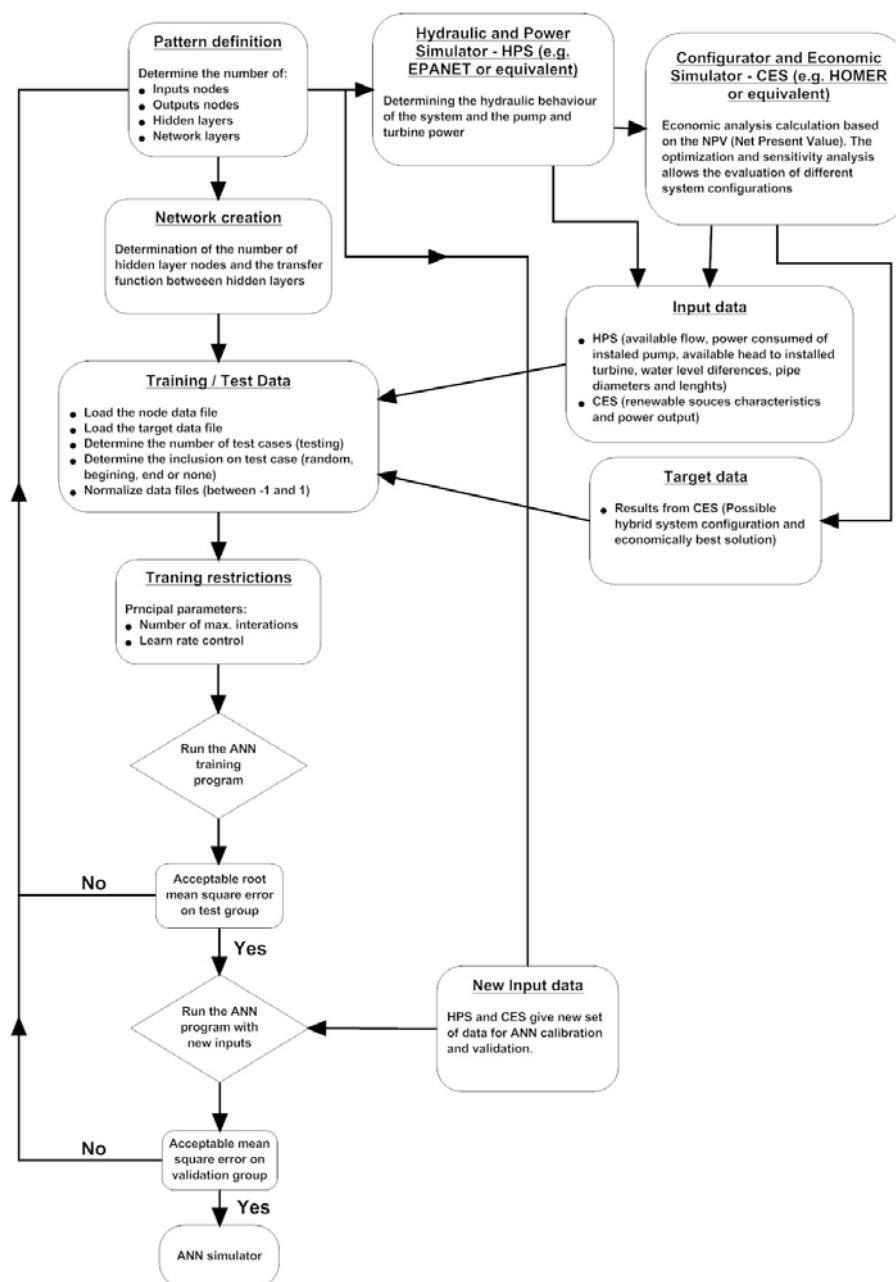 Pattern definition
Determine the number of:
• Inputs nodes
• Outputs nodes
• Hidden layers
• Network layers
Hydraulic and Power
Simulator - HPS (e.g.
EPANET or equivalent)
Determining the hydraulic behaviour
of the system and the pump and
turbine power
Configurator and Economic
Simulator - CES (e.g. HOMER
or equivalent)
Economic analysis calculation based
on the NPV (Net Present Value). The
optimization and sensitivity analysis
allows the evaluation of different
system configurations
Network creation
Determination of the number of
hidden layer nodes and the transfer
function betweeen hidden layers
Input data
• HPS (available flow, power consumed of
instaled pump, available head to installed
turbine, water level diferences, pipe
diameters and lenghts)
• CES (renewable souces characteristics
and power output)
Training / Test Data
• Load the node data file
• Load the target data file
• Determine the number of test cases (testing)
• Determine the inclusion on test case (random,
begining, end or none)
• Normalize data files (between -1 and 1)
Target data
• Results from CES (Possible
hybrid system configuration and
economically best solution)
Traning restrictions
Prncipal parameters:
• Number of max. interations
• Learn rate control
Run the ANN
training
program
No
Acceptable root
mean square error
on test group
Yes
Run the ANN
program with
new inputs
New Input data
HPS and CES give new set
of data for ANN calibration
and validation.
No
Acceptable mean
square error on
validation group
Yes
ANN simulator